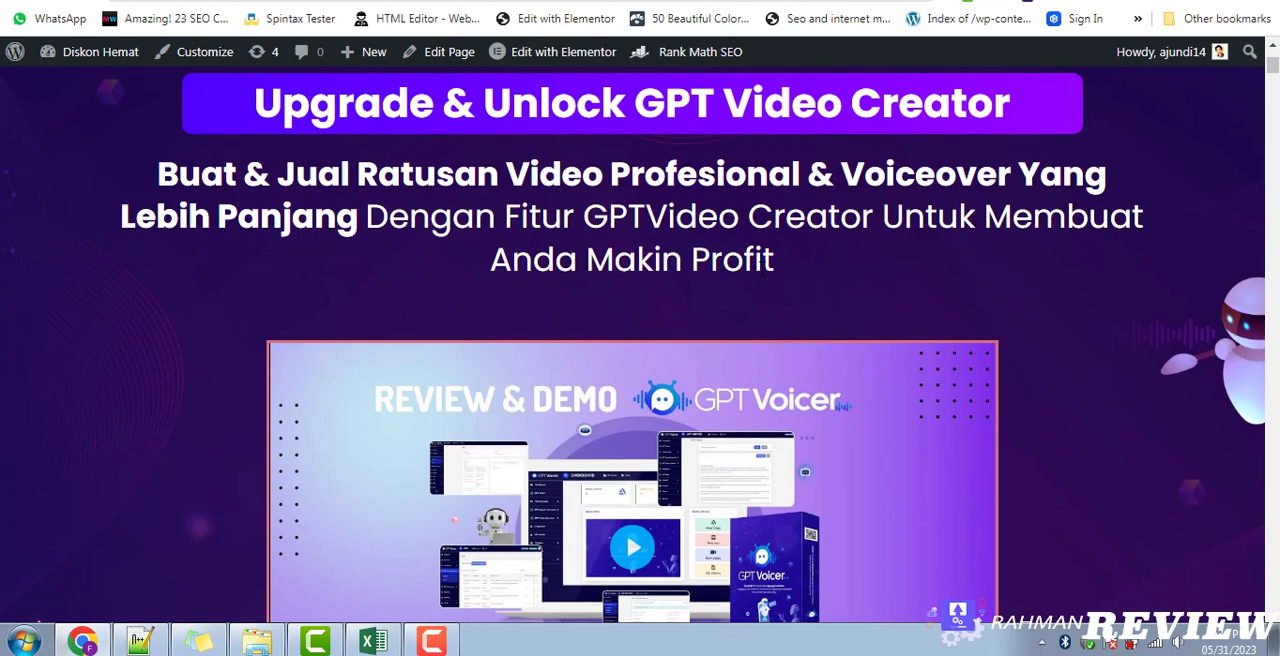 WhatsApp Amazing! 23 SEO C... Spintax Tester HTML Editor - Web... Edit with Elementor 50 Beautiful Color... Seo and internet m... Index of /wp-conte... Sign In » Other bookmarks
Diskon Hemat Customize 4 0 New Edit Page Edit with Elementor Rank Math SEO Howdy, ajundi14
Upgrade & Unlock GPT Video Creator
Buat & Jual Ratusan Video Profesional & Voiceover Yang
Lebih Panjang Dengan Fitur GPTVideo Creator Untuk Membuat
Anda Makin Profit
REVIEW & DEMO GPT Voicer
GPT Voicer
RAHMAN REVIEW
05/31/2023